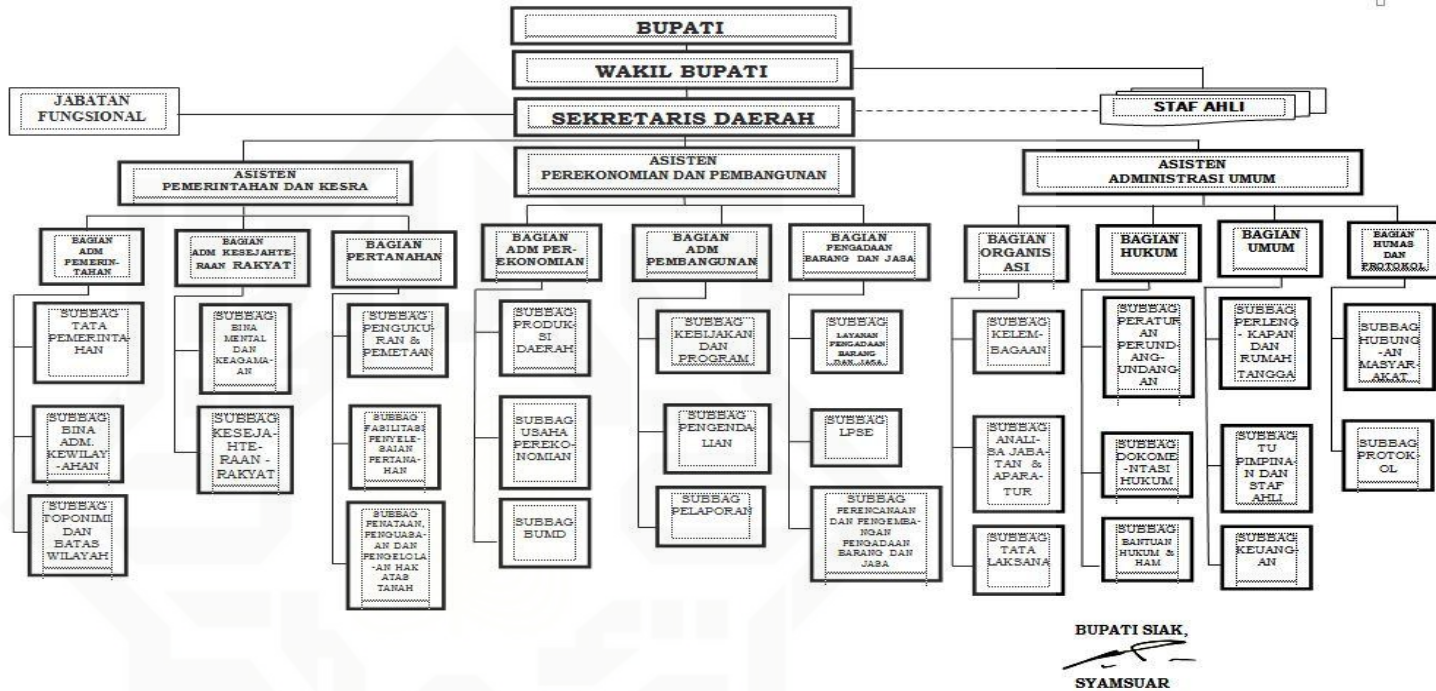 BUPATI
WAKIL BUPATI
JABATAN
FUNGSIONAL
SEKRETARIS DAERAH
STAF AHLI
ASISTEN
PEMERINTAHAN DAN KESRA
ASISTEN
PEREKONOMIAN DAN PEMBANGUNAN
ASISTEN
ADMINISTRASI UMUM
BAGIAN
ADM
PEMERIN-
TAHAN
BAGIAN
ADM KESEJAHTE-
RAAN RAKYAT
BAGIAN
PERTANAHAN
BAGIAN
ADM PER-
EKONOMIAN
BAGIAN
ADM
PEMBANGUNAN
BAGIAN
PENGADAAN
BARANG DAN JASA
BAGIAN
ORGANIS
ASI
BAGIAN
HUKUM
BAGIAN
UMUM
BAGIAN
HUMAS
DAN
PROTOKOL
SUBBAG
TATA
PEMERINTA-
HAN
SUBBAG
BINA
MENTAL
DAN
KEAGAMA-
AN
SUBBAG
PENGUKU-
RAN &
PEMETAAN
SUBBAG
PRODUK-
SI
DAERAH
SUBBAG
KEBIJAKAN
DAN
PROGRAM
SUBBAG
LAYANAN
PENGADAAN
BARANG
DAN JASA
SUBBAG
KELEM-
BAGAAN
SUBBAG
PERATUR
AN
PERUND-
ANG-
UNDANG
AN
SUBBAG
PERLENG
- KAPAN
DAN
RUMAH
TANGGA
SUBBAG
HUBUNG
-AN
MASYAR-
AKAT
SUBBAG
BINA
ADM.
KEWILAY
-AHAN
SUBBAG
KESEJA-
HTE-
RAAN -
RAKYAT
SUBBAG
FASILITASI
PENYELE-
SAIAN
PERTANA-
HAN
SUBBAG
USAHA
PEREKO-
NOMIAN
SUBBAG
PENGENDA-
LIAN
SUBBAG
LPSE
SUBBAG
ANALI-
SA JABA-
TAN &
APARA-
TUR
SUBBAG
DOKOME
-NTASI
HUKUM
SUBBAG
TU
PIMPINA-
N DAN
STAF
AHLI
SUBBAG
PROTOK-
OL
SUBBAG
TOPONIMI
DAN
BATAS
WILAYAH
SUBBAG
PENATAAN,
PENGUASA-
AN DAN
PENGELOLA
-AN HAK
ATAS
TANAH
SUBBAG
BUMD
SUBBAG
PELAPORAN
SUBBAG
PERENCANAAN
DAN PENGEMBA-
NGAN
PENGADAAN
BARANG DAN
JASA
SUBBAG
TATA
LAKSANA
SUBBAG
BANTUAN
HUKUM &
HAM
SUBBAG
KEUANG-
AN
BUPATI SIAK,
SYAMSUAR